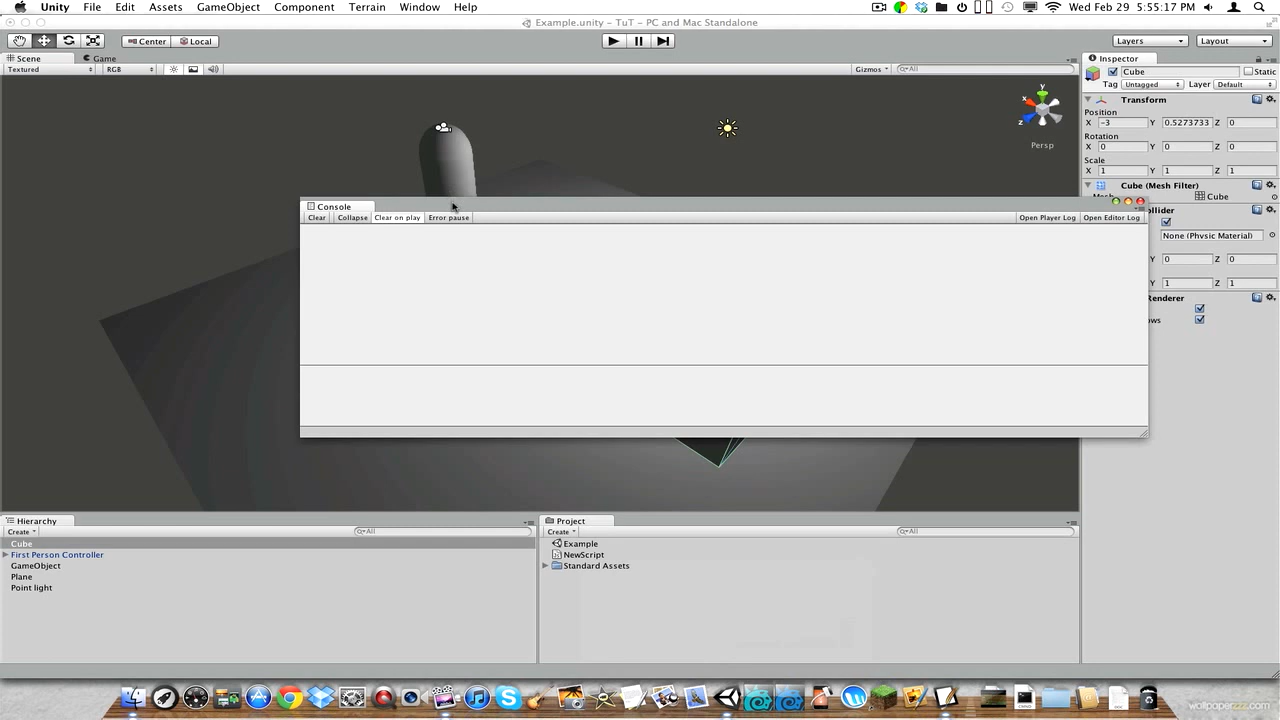 Unity File Edit Assets GameObject Component Terrain Window Help Wed Feb 29 5:55:17 PM
Example.unity - TuT - PC and Mac Standalone
Center Local Layers Layout
Scene Game Inspector
Textured RGB Gizmos All Cube Static
Tag Untagged Layer Default
Transform
Position
X -3 Y 0.5273733 Z 0
Rotation
X 0 Y 0 Z 0
Scale
X 1 Y 1 Z 1
y
x
z
Persp
Cube (Mesh Filter)
Cube
Console
Clear Collapse Clear on play Error pause Open Player Log Open Editor Log
ollider
None (Physic Material)
Y 0 Z 0
Y 1 Z 1
Renderer
ows
Hierarchy
Create All
Cube
First Person Controller
GameObject
Plane
Point light
Project
Create All
Example
NewScript
Standard Assets
wallpaperzzz.com